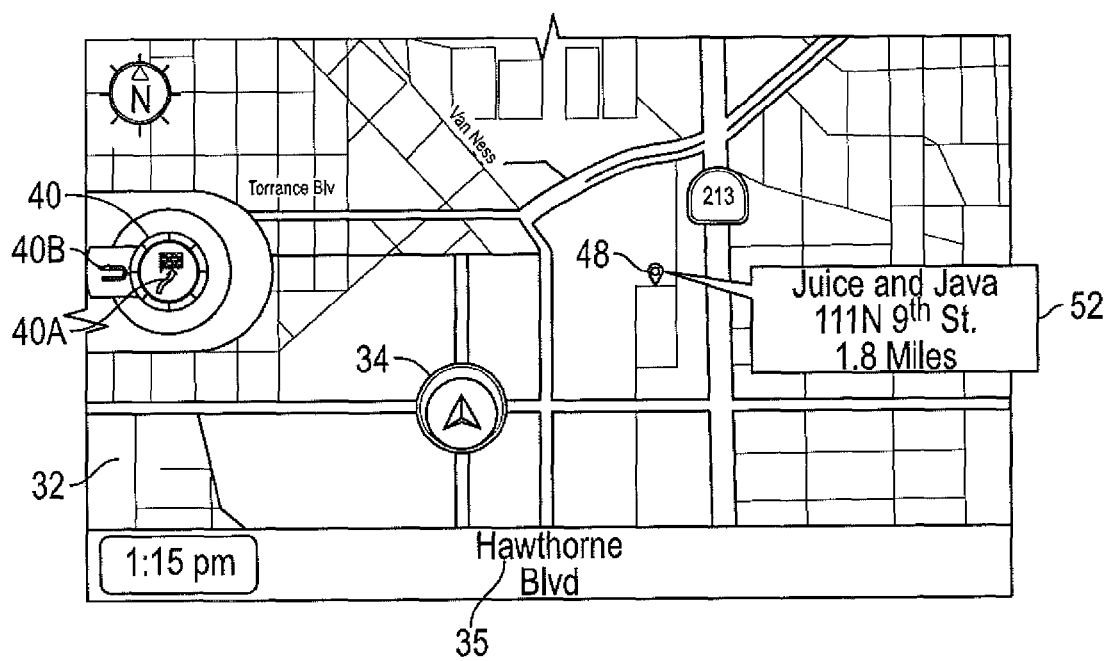 N
Van Ness
Torrance Blv
213
40
40B
40A
48
Juice and Java
111N 9th St.
1.8 Miles
52
34
32
1:15 pm
Hawthorne
Blvd
35